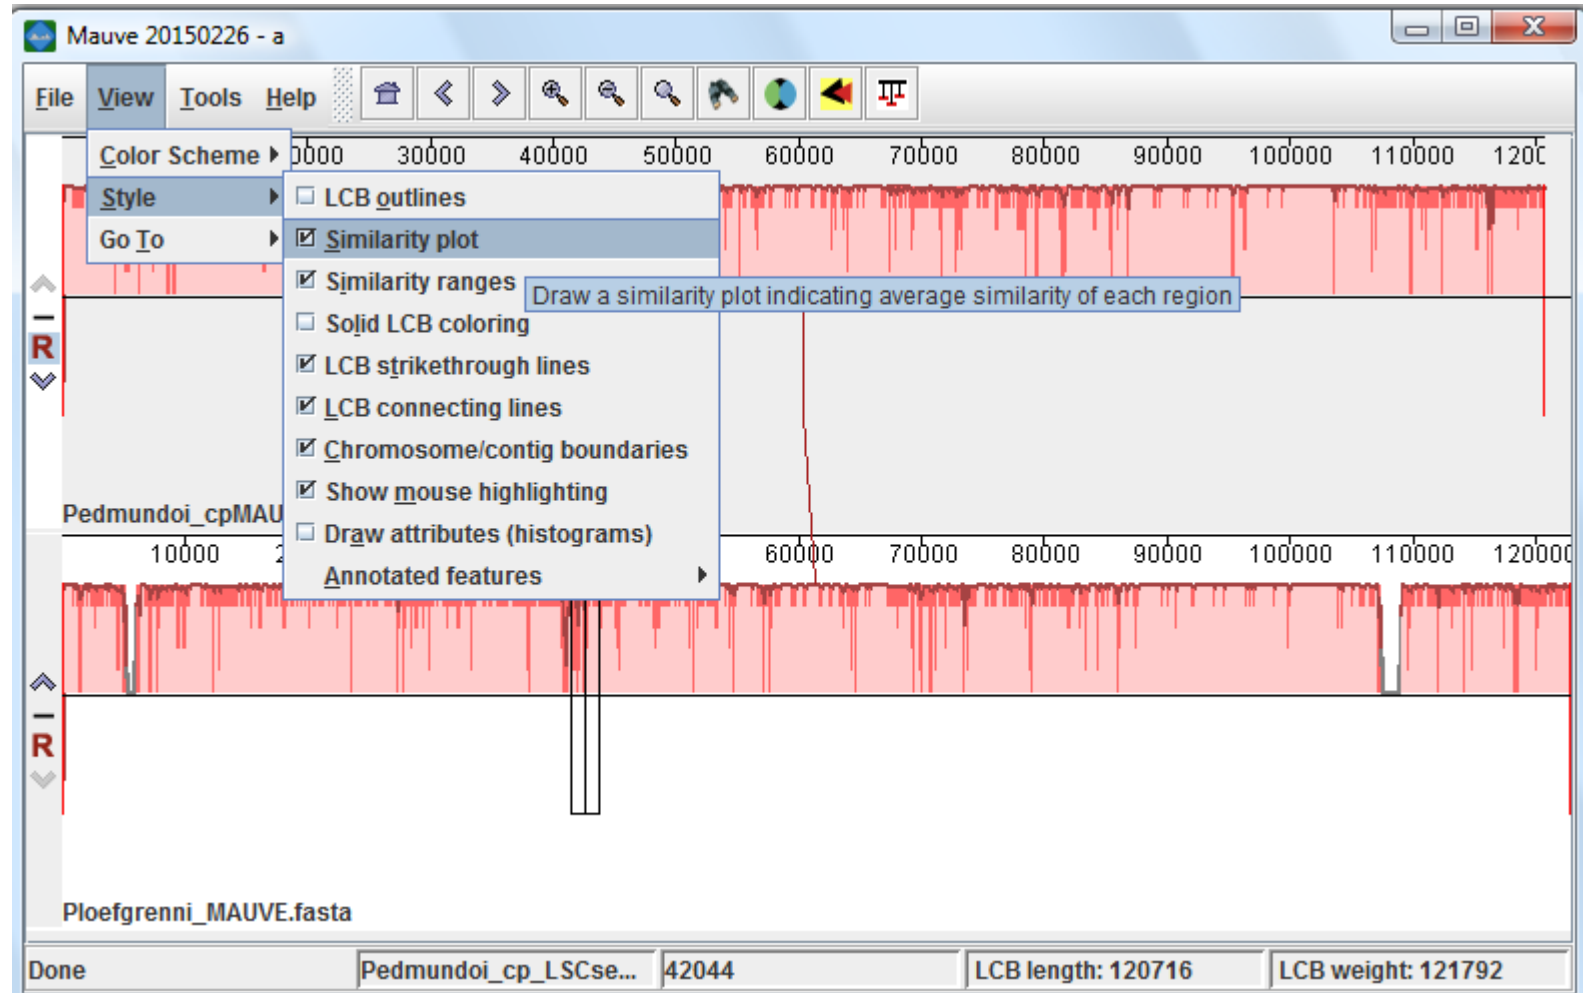 Mauve 20150226 - a
File View Tools Help
Color Scheme
0000 30000 40000 50000 60000 70000 80000 90000 100000 110000
Style
LCB outlines
Go To
Similarity plot
Similarity ranges
Draw a similarity plot indicating average similarity of each region
Solid LCB coloring
R
LCB strikethrough lines
LCB connecting lines
Chromosome/contig boundaries
Show mouse highlighting
Pedmundoi_cpMAU
Draw attributes (histograms)
10000 60000 70000 80000 90000 100000 110000 120000
Annotated features
R
Ploefgrenni_MAUVE.fasta
Done Pedmundoi_cp_LSCse... 42044 LCB length: 120716 LCB weight: 121792